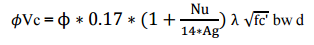 ϕVc = ɸ * 0.17 * (1 + Nu / 14*Ag) λ √fc' bw d